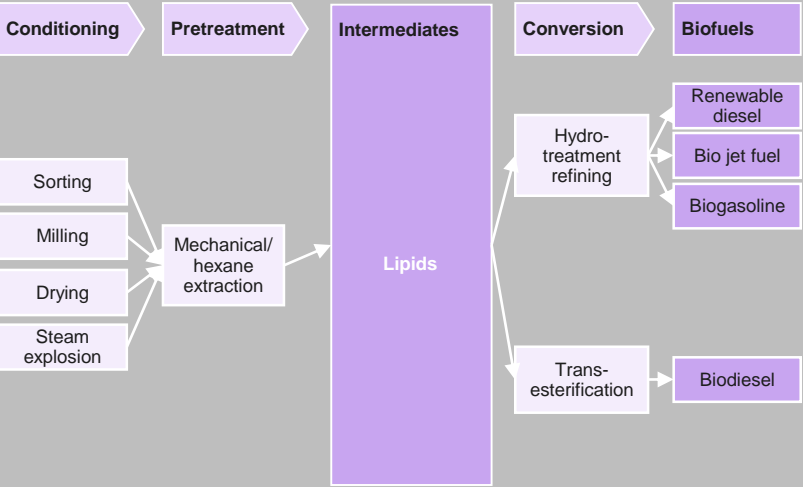 Conditioning
Pretreatment
Intermediates
Conversion
Biofuels
Sorting
Milling
Drying
Steam
explosion
Mechanical/
hexane
extraction
Lipids
Hydro-
treatment
refining
Trans-
esterification
Renewable
diesel
Bio jet fuel
Biogasoline
Biodiesel